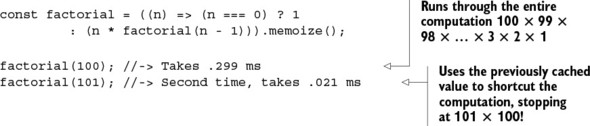 const factorial = ((n) => (n === 0) ? 1
: (n * factorial(n - 1))).memoize();
factorial(100); //-> Takes .299 ms
factorial(101); //-> Second time, takes .021 ms
Runs through the entire
computation 100 × 99 ×
98 × … × 3 × 2 × 1
Uses the previously cached
value to shortcut the
computation, stopping
at 101 × 100!